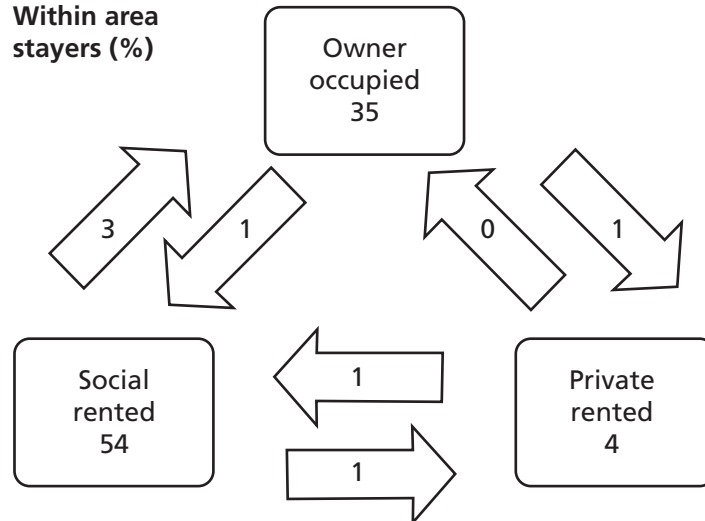 Within area
stayers (%)
Owner
occupied
35
3
1
0
1
Social
rented
54
1
1
Private
rented
4